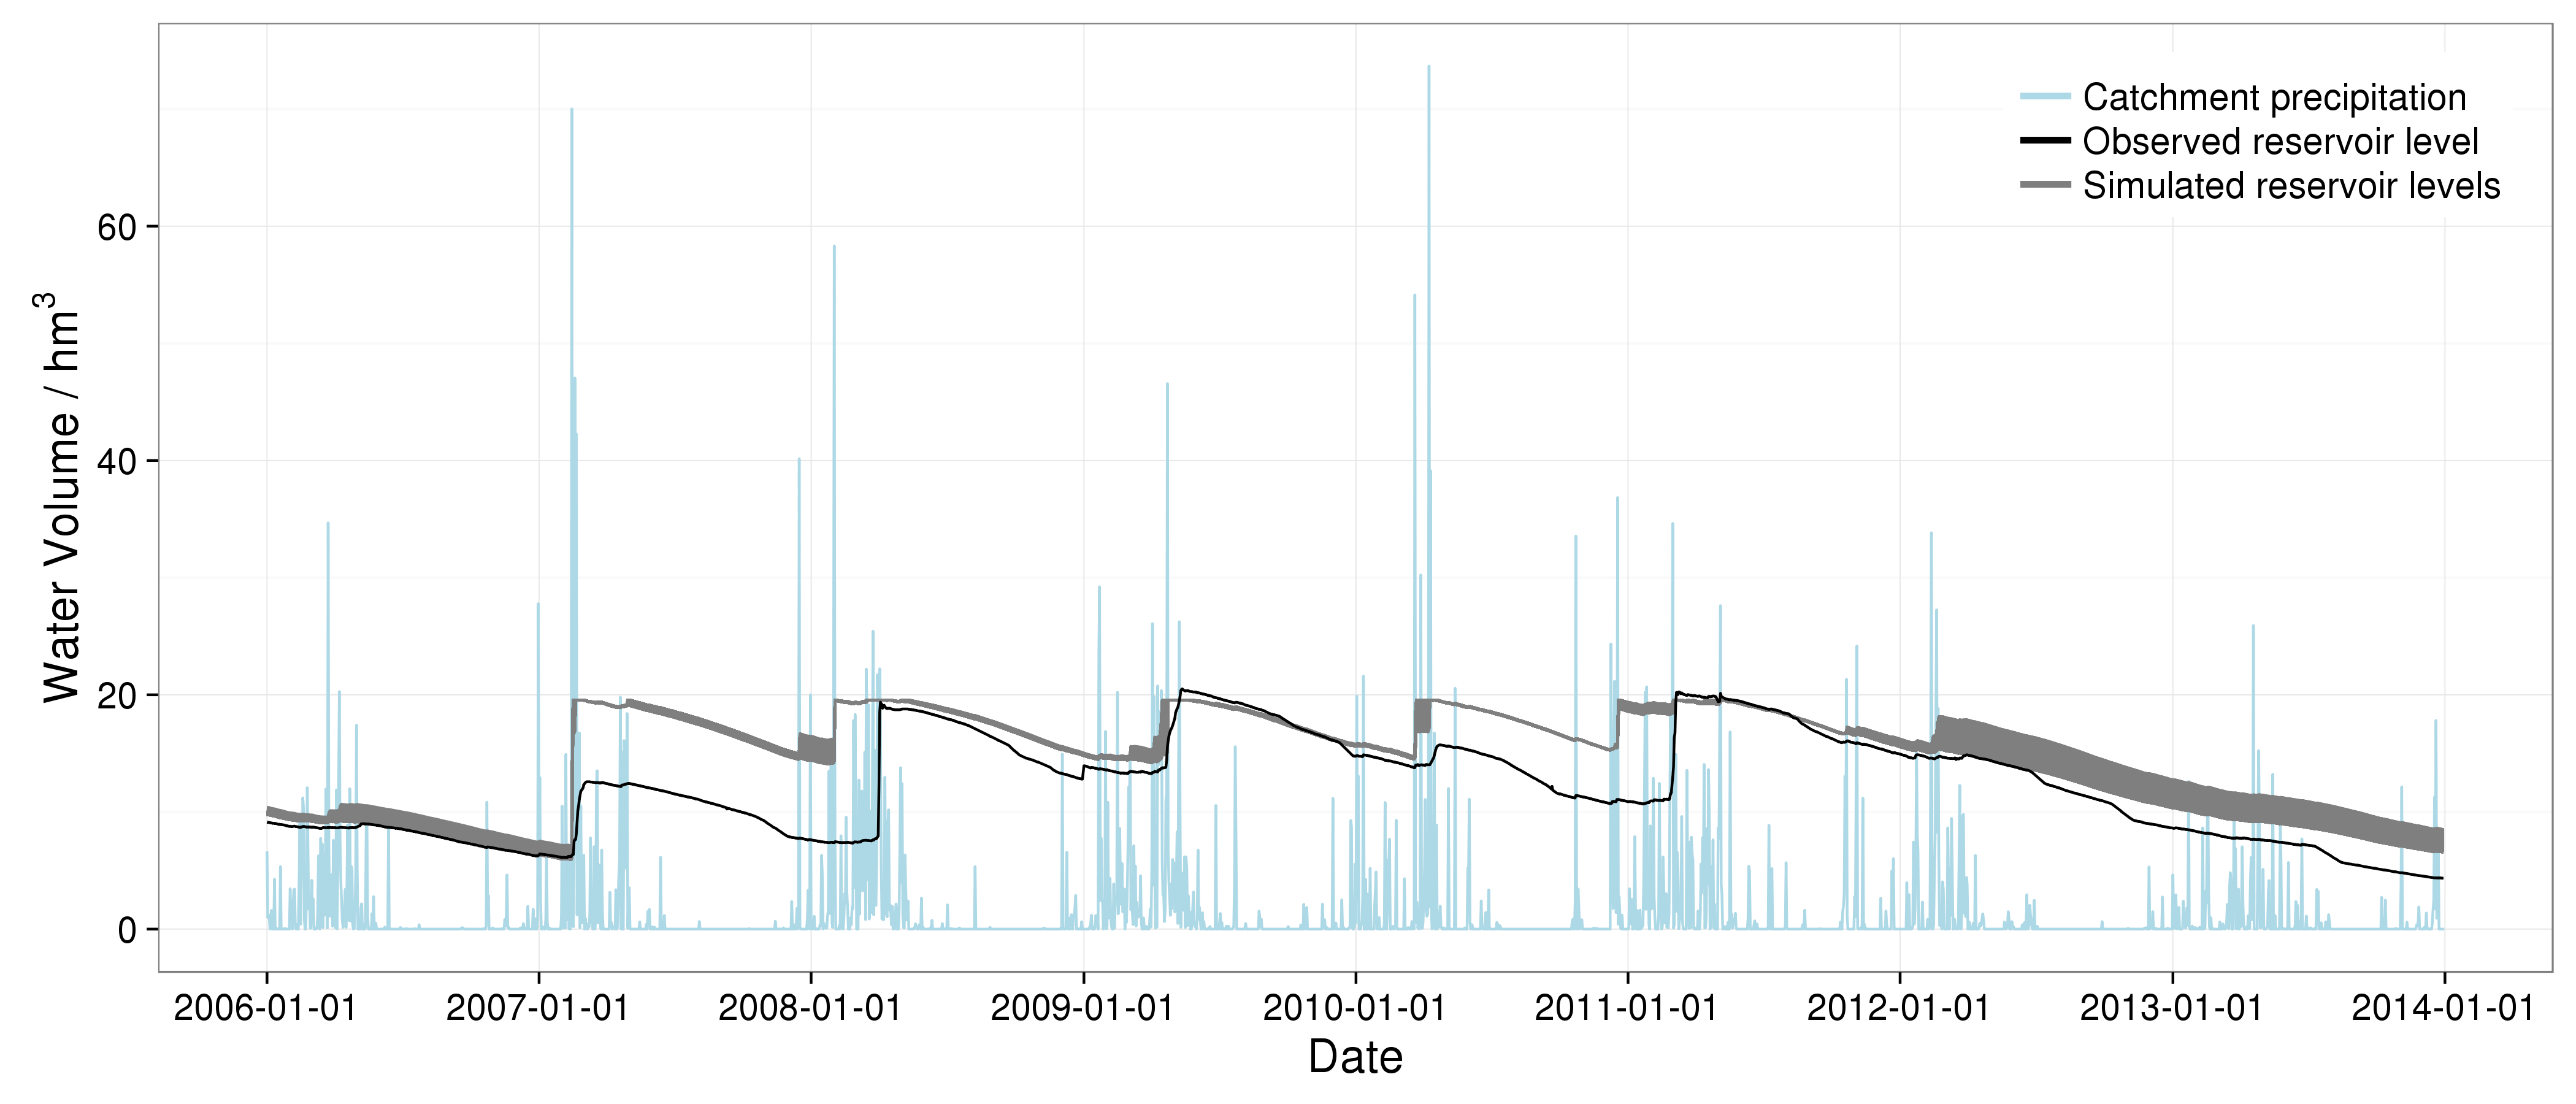 Catchment precipitation
Observed reservoir level
Simulated reservoir levels
Water Volume / hm³
60
40
20
0
2006-01-01 2007-01-01 2008-01-01 2009-01-01 2010-01-01 2011-01-01 2012-01-01 2013-01-01 2014-01-01
Date